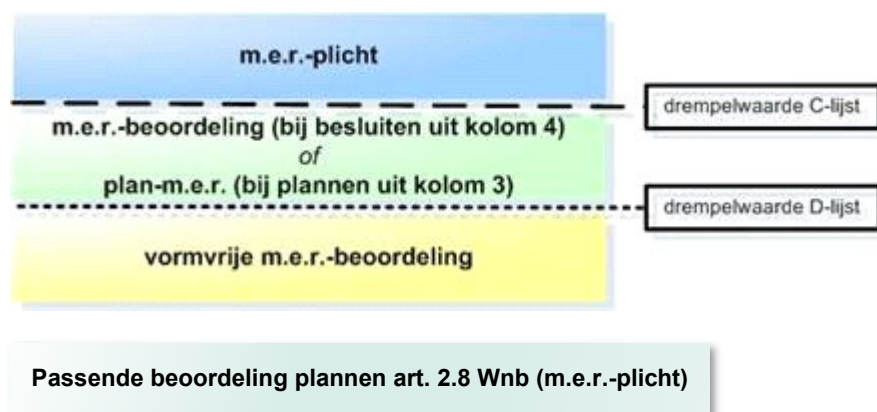 m.e.r.-plicht
drempelwaarde C-lijst
m.e.r.-beoordeling (bij besluiten uit kolom 4)
of
plan-m.e.r. (bij plannen uit kolom 3)
drempelwaarde D-lijst
vormvrije m.e.r.-beoordeling
Passende beoordeling plannen art. 2.8 Wnb (m.e.r.-plicht)